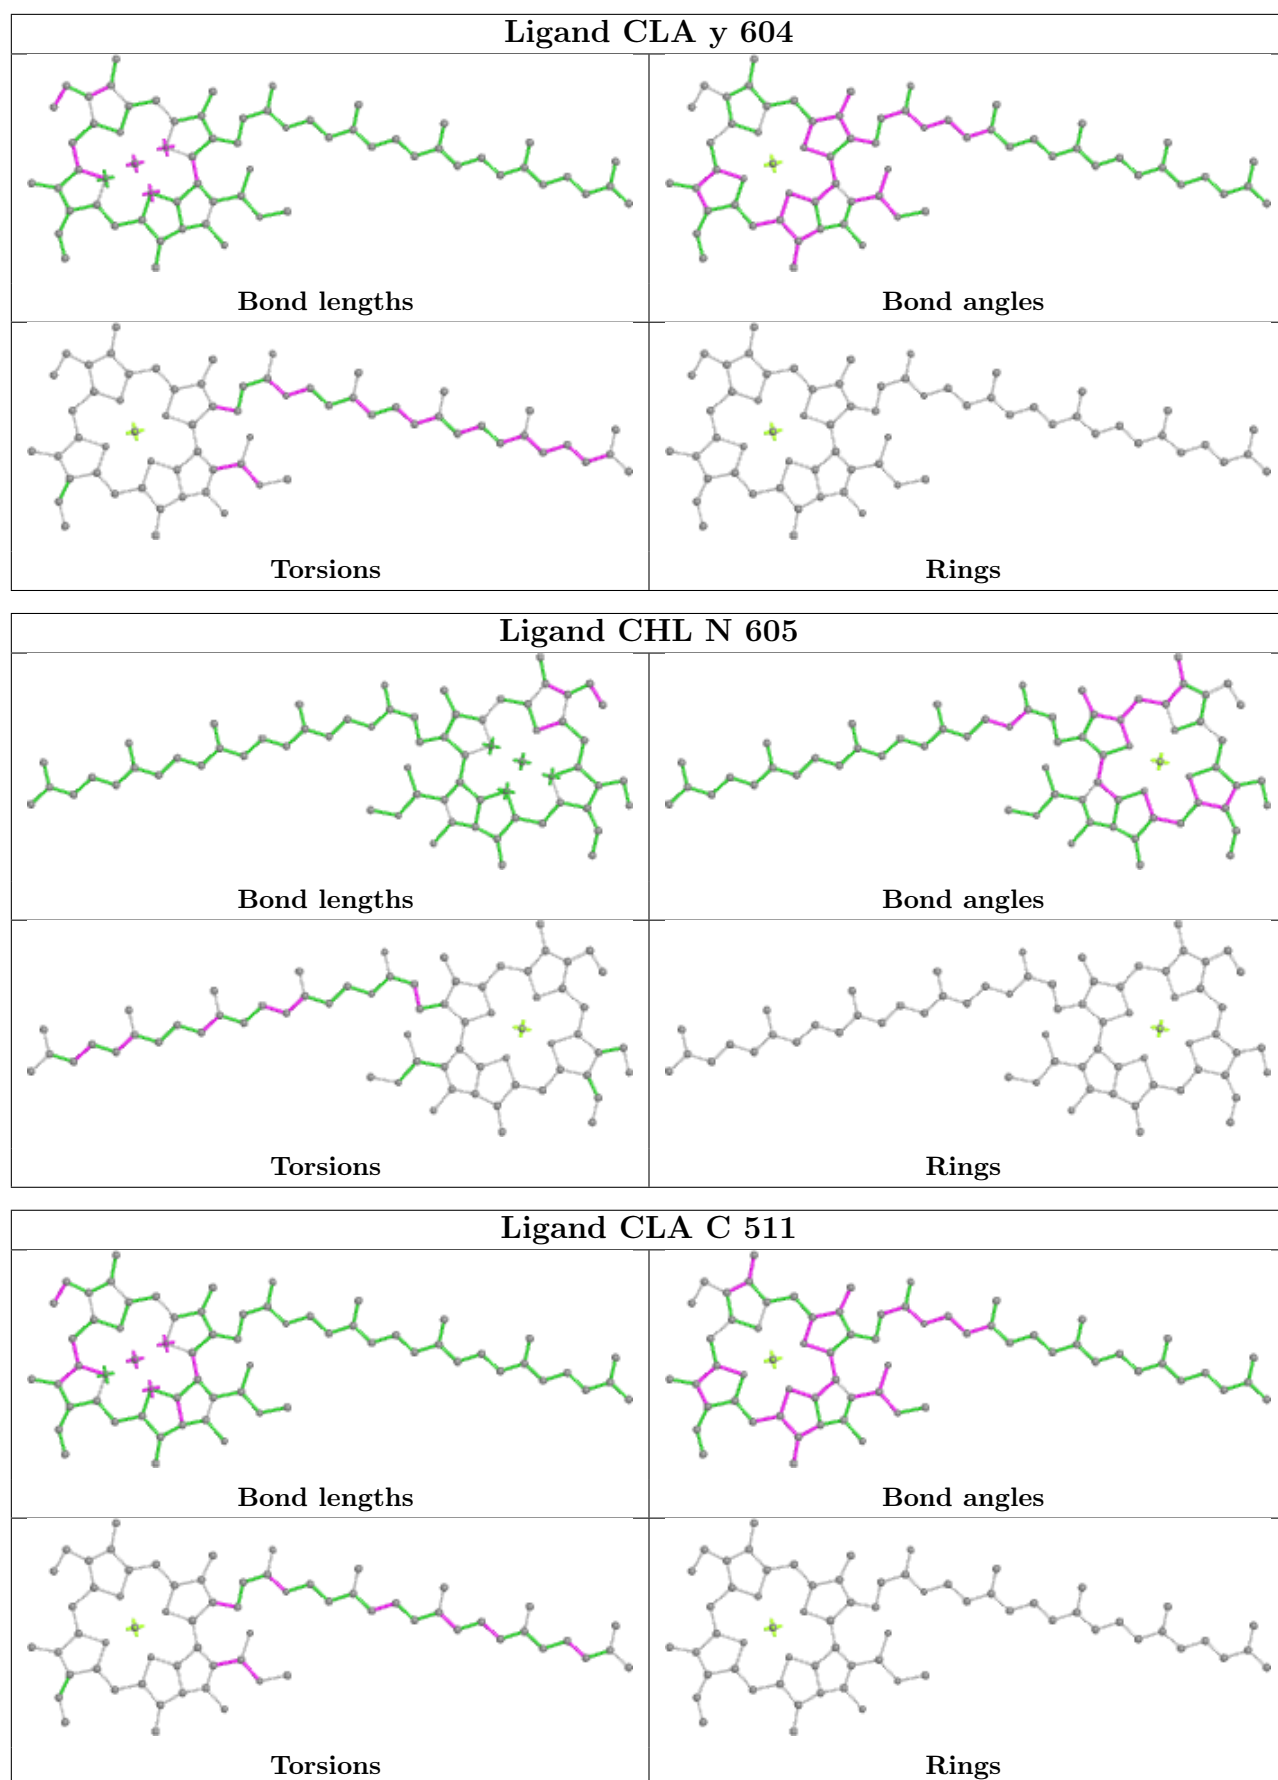 Ligand CLA y 604
Bond lengths
Bond angles
Torsions
Rings
Ligand CHL N 605
Bond lengths
Bond angles
Torsions
Rings
Ligand CLA C 511
Bond lengths
Bond angles
Torsions
Rings